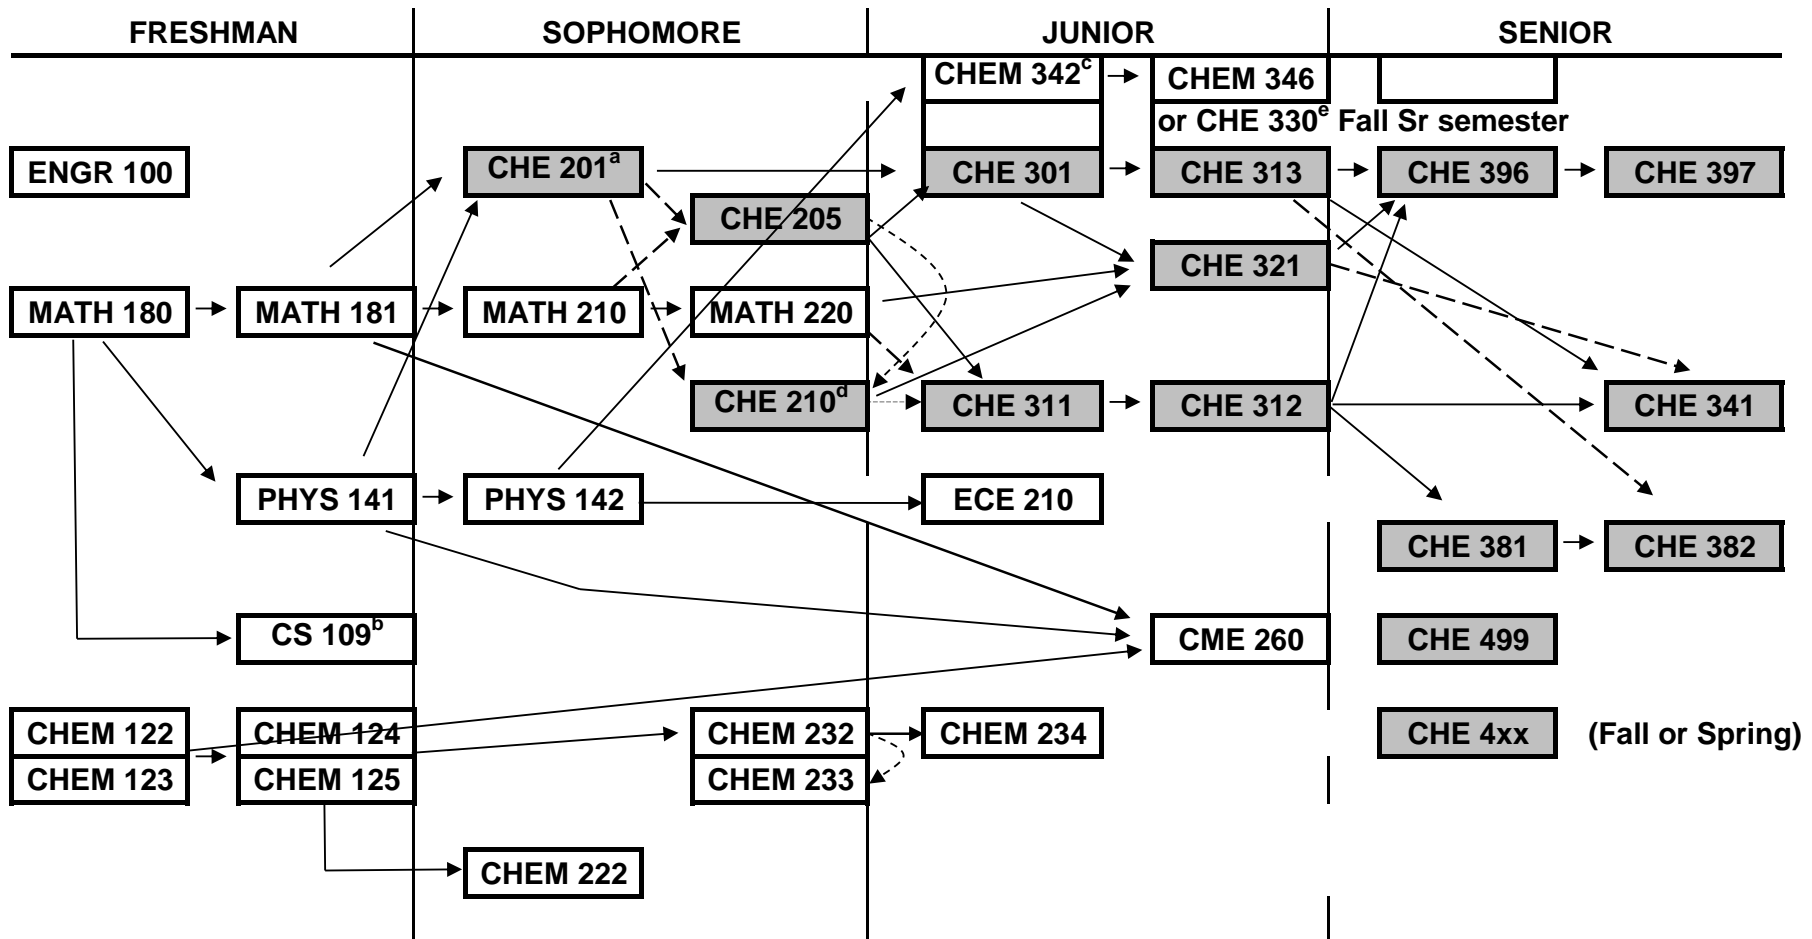 FRESHMAN SOPHOMORE JUNIOR SENIOR
CHEM 342c CHEM 346
or CHE 330e Fall Sr semester
ENGR 100 CHE 201a CHE 301 CHE 313 CHE 396 CHE 397
CHE 205
CHE 321
MATH 180 MATH 181 MATH 210 MATH 220
CHE 210d CHE 311 CHE 312 CHE 341
PHYS 141 PHYS 142 ECE 210
CHE 381 CHE 382
CS 109b CME 260 CHE 499
CHEM 122 CHEM 124 CHEM 232 CHEM 234 CHE 4xx (Fall or Spring)
CHEM 123 CHEM 125 CHEM 233
CHEM 222